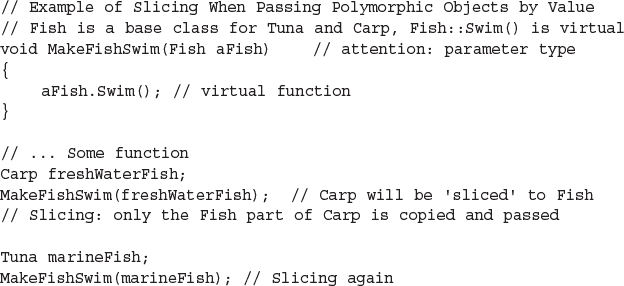 // Example of Slicing When Passing Polymorphic Objects by Value
// Fish is a base class for Tuna and Carp, Fish::Swim() is virtual
void MakeFishSwim(Fish aFish)    // attention: parameter type
{
    aFish.Swim(); // virtual function
}
// ... Some function
Carp freshWaterFish;
MakeFishSwim(freshWaterFish);  // Carp will be 'sliced' to Fish
// Slicing: only the Fish part of Carp is copied and passed
Tuna marineFish;
MakeFishSwim(marineFish); // Slicing again